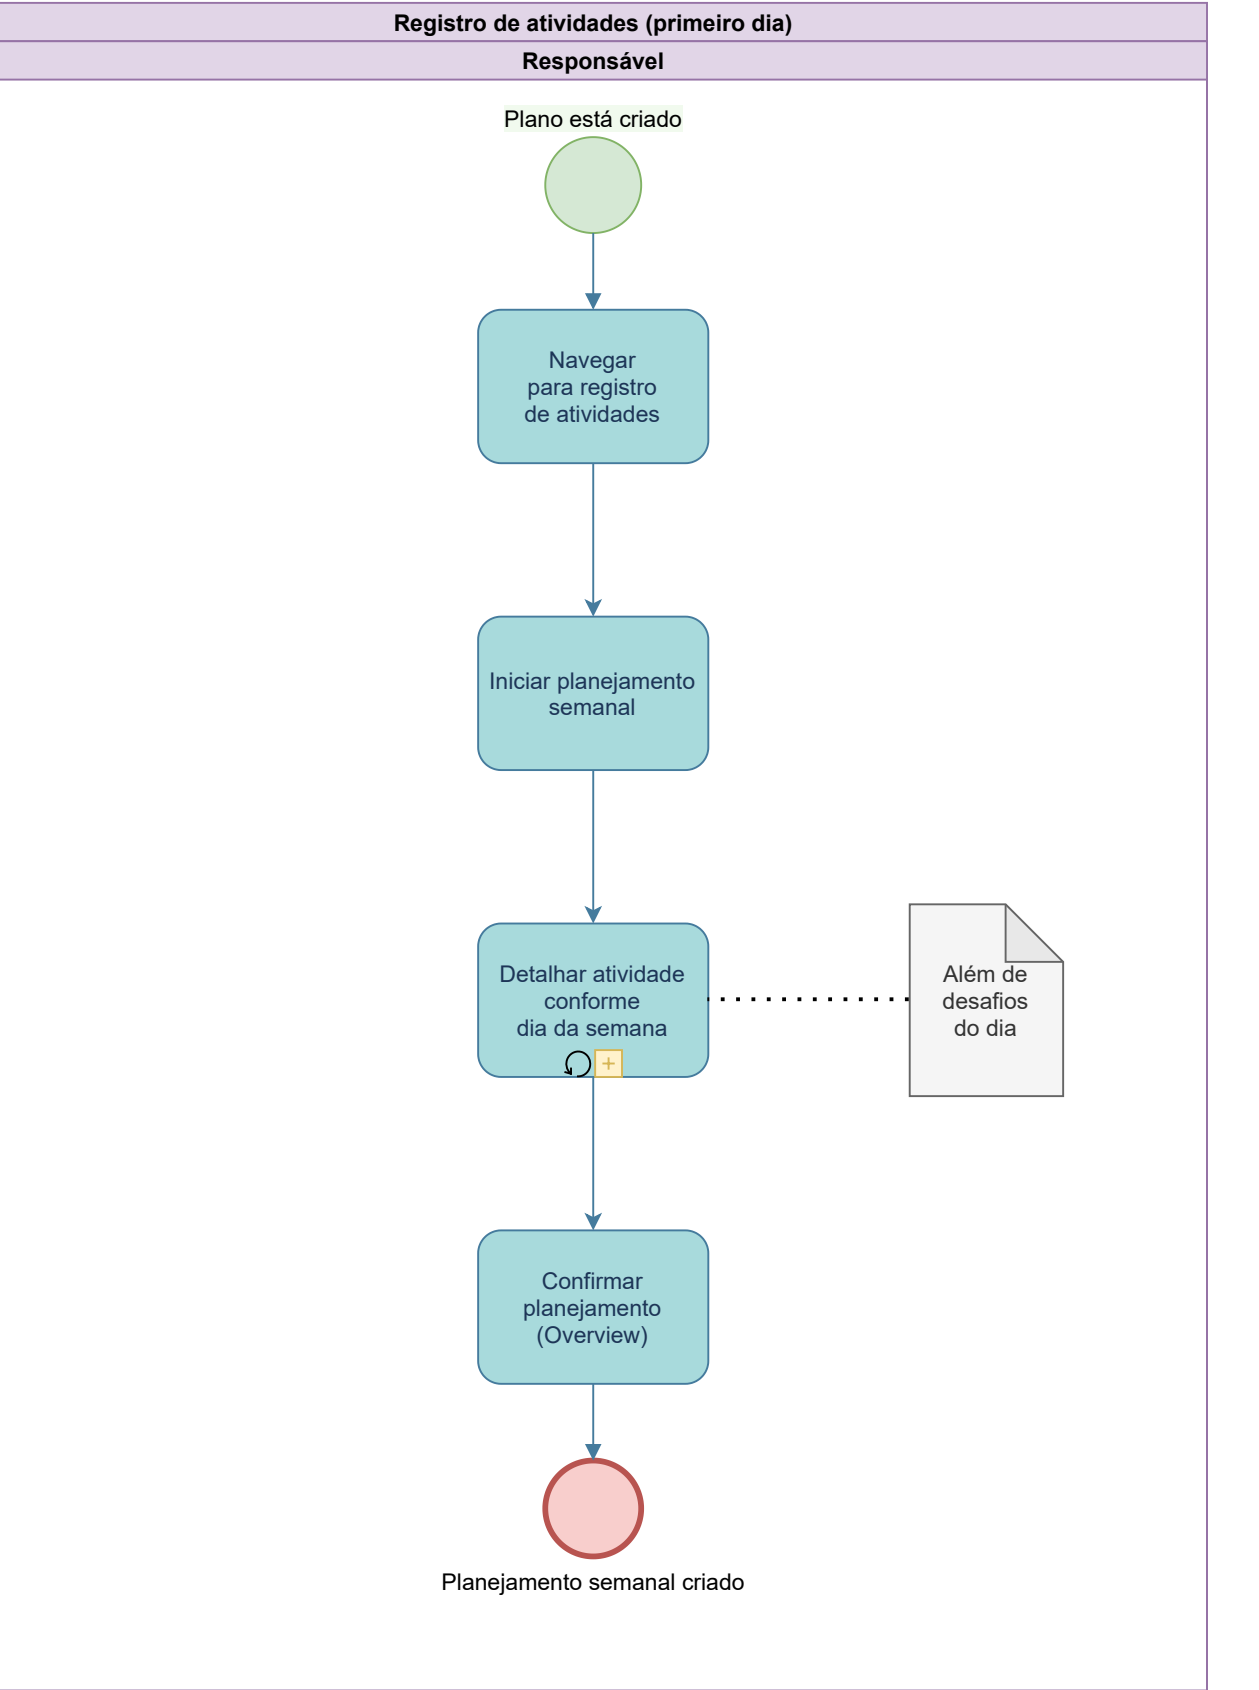 Registro de atividades (primeiro dia)
Responsável
Plano está criado
Navegar
para registro
de atividades
Iniciar planejamento
semanal
Detalhar atividade
conforme
dia da semana
+
Além de
desafios
do dia
Confirmar
planejamento
(Overview)
Planejamento semanal criado